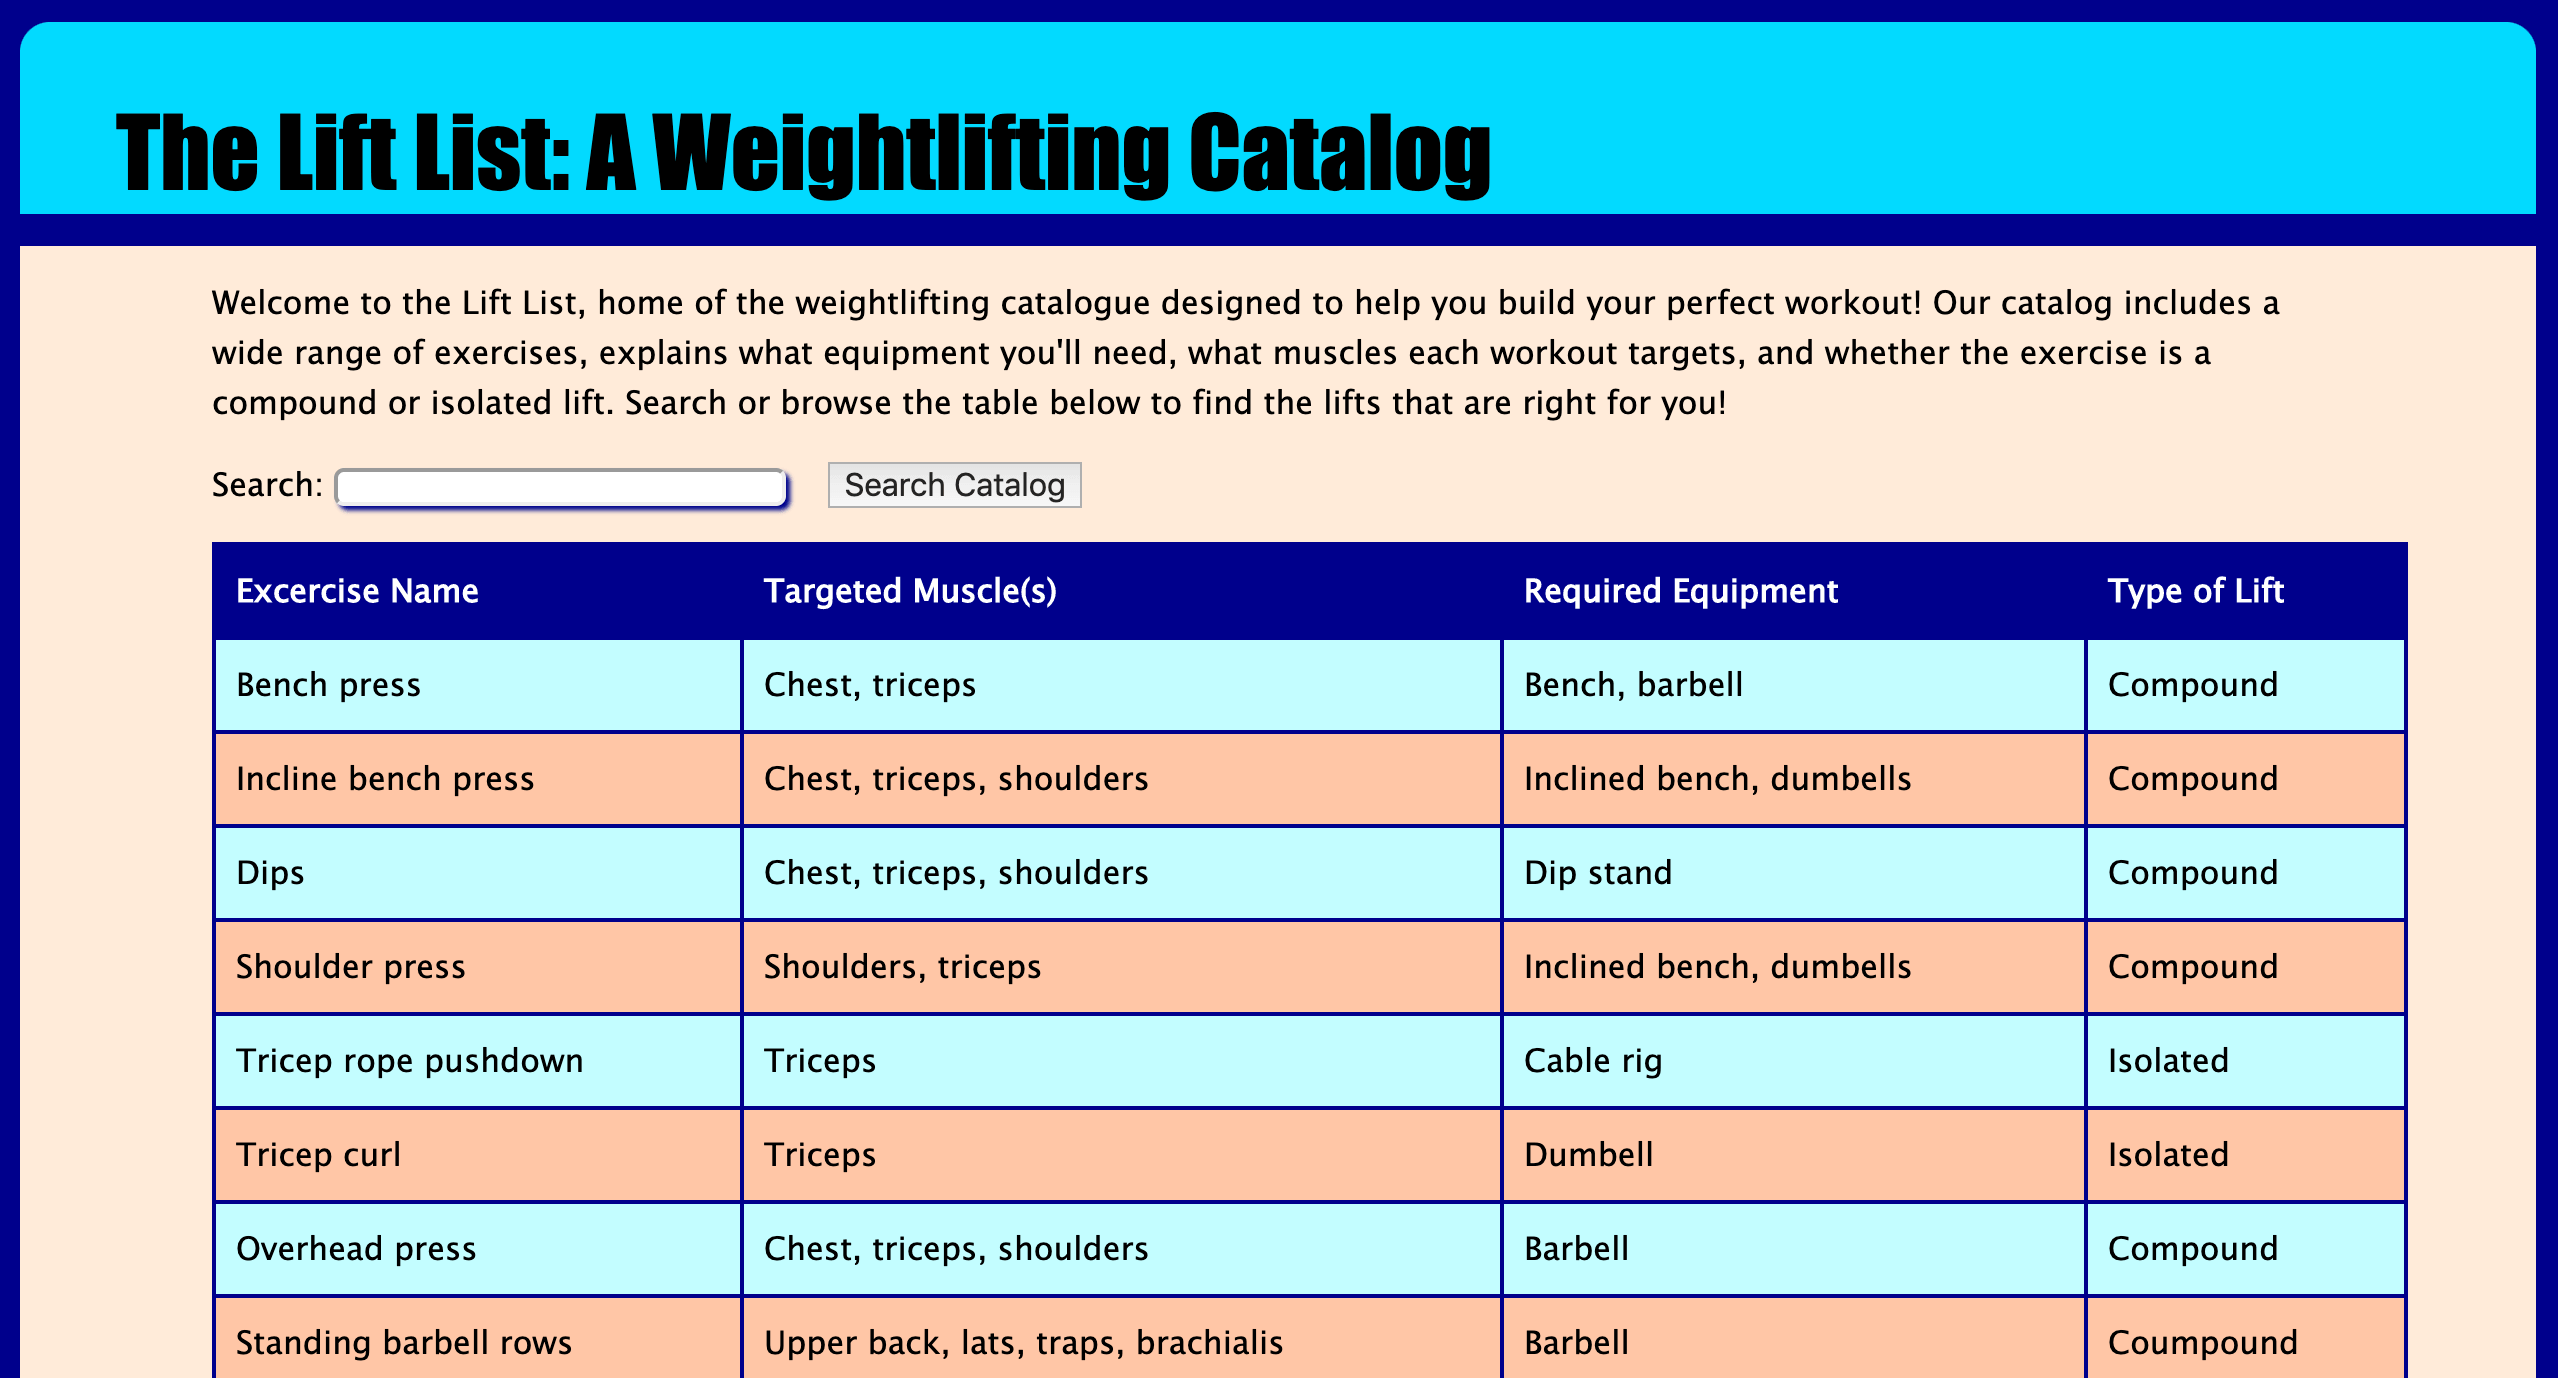 The Lift List: A Weightlifting Catalog
Welcome to the Lift List, home of the weightlifting catalogue designed to help you build your perfect workout! Our catalog includes a
wide range of exercises, explains what equipment you'll need, what muscles each workout targets, and whether the exercise is a
compound or isolated lift. Search or browse the table below to find the lifts that are right for you!
Search: Search Catalog
Excercise Name Targeted Muscle(s) Required Equipment Type of Lift
Bench press Chest, triceps Bench, barbell Compound
Incline bench press Chest, triceps, shoulders Inclined bench, dumbells Compound
Dips Chest, triceps, shoulders Dip stand Compound
Shoulder press Shoulders, triceps Inclined bench, dumbells Compound
Tricep rope pushdown Triceps Cable rig Isolated
Tricep curl Triceps Dumbell Isolated
Overhead press Chest, triceps, shoulders Barbell Compound
Standing barbell rows Upper back, lats, traps, brachialis Barbell Coumpound